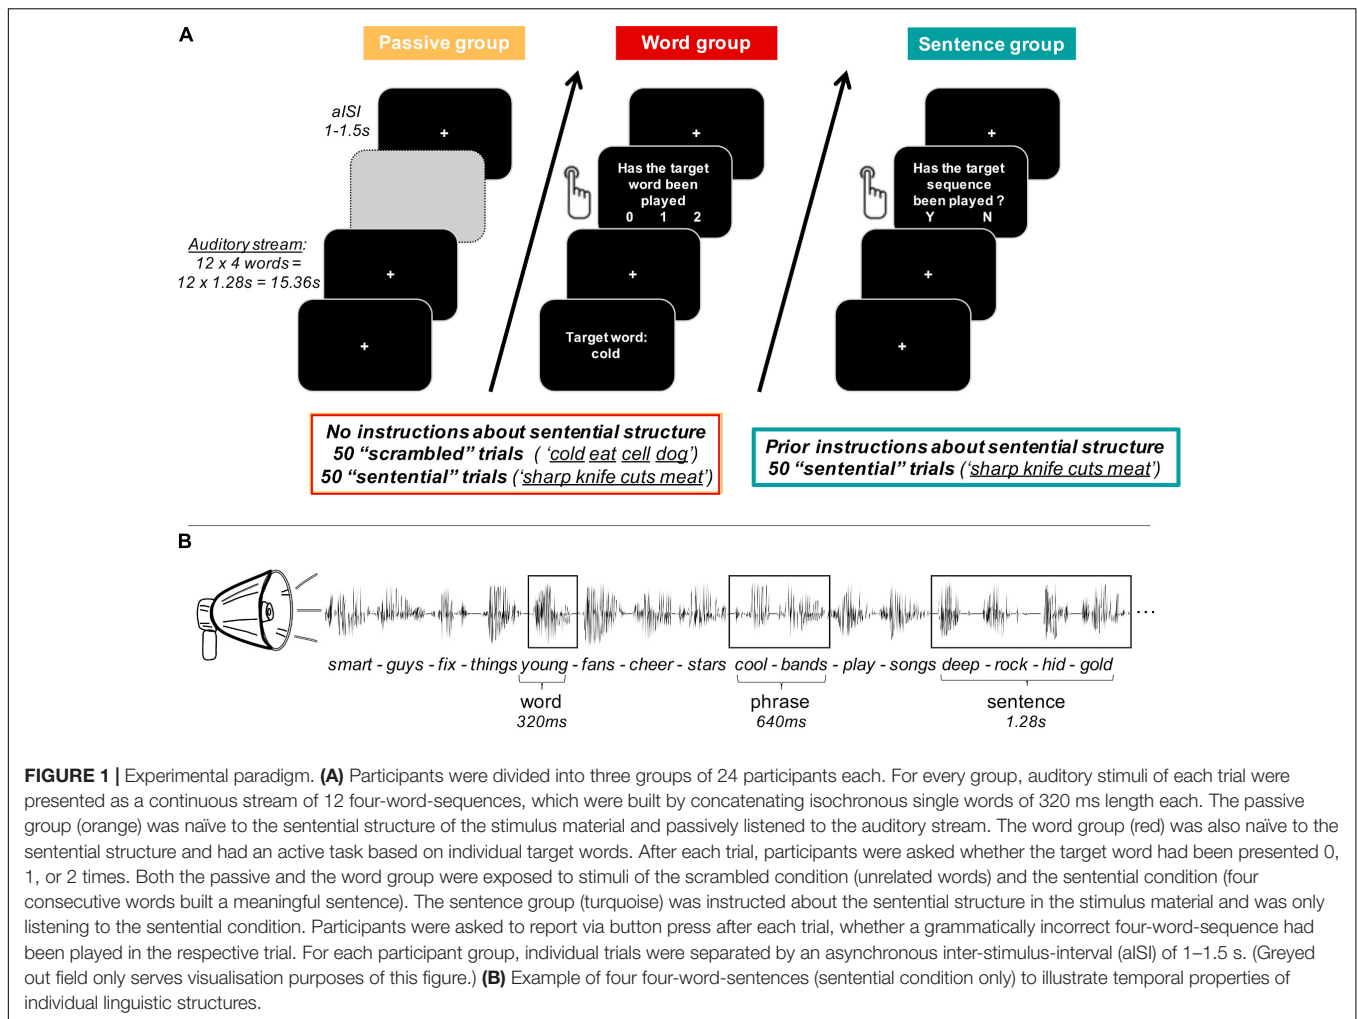 A
Passive group
Word group
Sentence group
aISI
1-1.5s
+
+
+
Has the target
word been
played
0 1 2
Has the target
sequence
been played ?
Y N
Auditory stream:
12 x 4 words =
12 x 1.28s = 15.36s
+
+
+
+
Target word:
cold
+
No instructions about sentential structure
50 “scrambled” trials ( ‘cold eat cell dog’)
50 “sentential” trials (‘sharp knife cuts meat’)
Prior instructions about sentential structure
50 “sentential” trials (‘sharp knife cuts meat’)
B
...
smart - guys - fix - things young - fans - cheer - stars cool - bands - play - songs deep - rock - hid - gold
word
320ms
phrase
640ms
sentence
1.28s
FIGURE 1 | Experimental paradigm. (A) Participants were divided into three groups of 24 participants each. For every group, auditory stimuli of each trial were
presented as a continuous stream of 12 four-word-sequences, which were built by concatenating isochronous single words of 320 ms length each. The passive
group (orange) was naïve to the sentential structure of the stimulus material and passively listened to the auditory stream. The word group (red) was also naïve to the
sentential structure and had an active task based on individual target words. After each trial, participants were asked whether the target word had been presented 0,
1, or 2 times. Both the passive and the word group were exposed to stimuli of the scrambled condition (unrelated words) and the sentential condition (four
consecutive words built a meaningful sentence). The sentence group (turquoise) was instructed about the sentential structure in the stimulus material and was only
listening to the sentential condition. Participants were asked to report via button press after each trial, whether a grammatically incorrect four-word-sequence had
been played in the respective trial. For each participant group, individual trials were separated by an asynchronous inter-stimulus-interval (aISI) of 1–1.5 s. (Greyed
out field only serves visualisation purposes of this figure.) (B) Example of four four-word-sentences (sentential condition only) to illustrate temporal properties of
individual linguistic structures.